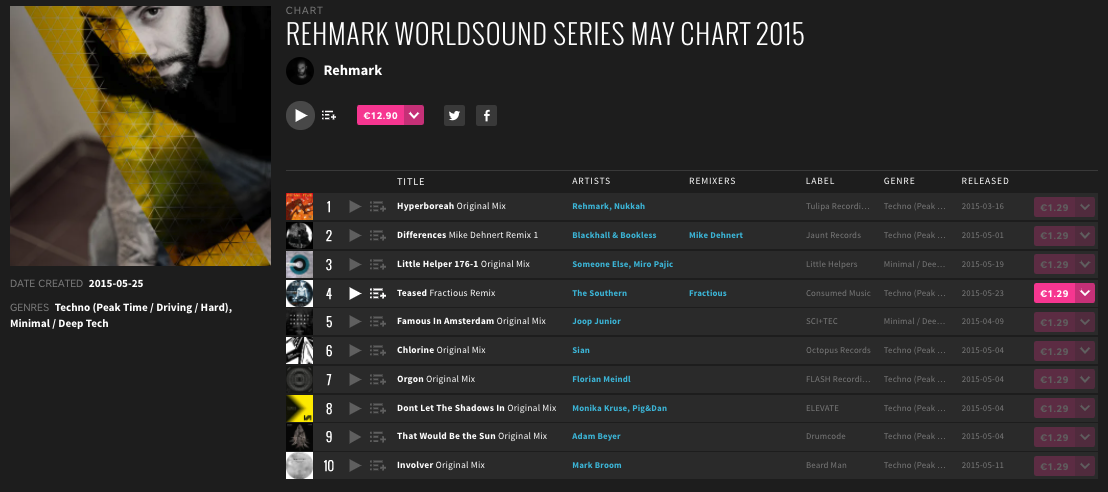 CHART
REHMARK WORLDSOUND SERIES MAY CHART 2015
Rehmark
€12.90
DATE CREATED 2015-05-25
GENRES Techno (Peak Time / Driving / Hard),
Minimal / Deep Tech
TITLE ARTISTS REMIXERS LABEL GENRE RELEASED
1 Hyperboreah Original Mix Rehmark, Nukkah Tulipa Recordi... Techno (Peak ... 2015-03-16 €1.29
2 Differences Mike Dehnert Remix 1 Blackhall & Bookless Mike Dehnert Jaunt Records Techno (Peak ... 2015-05-01 €1.29
3 Little Helper 176-1 Original Mix Someone Else, Miro Pajic Little Helpers Minimal / Dee... 2015-05-19 €1.29
4 Teased Fractious Remix The Southern Fractious Consumed Music Techno (Peak ... 2015-05-23 €1.29
5 Famous In Amsterdam Original Mix Joop Junior SCI+TEC Minimal / Dee... 2015-04-09 €1.29
6 Chlorine Original Mix Sian Octopus Records Techno (Peak ... 2015-05-04 €1.29
7 Orgon Original Mix Florian Meindl FLASH Recordi... Techno (Peak ... 2015-05-04 €1.29
8 Dont Let The Shadows In Original Mix Monika Kruse, Pig&Dan ELEVATE Techno (Peak ... 2015-05-04 €1.29
9 That Would Be the Sun Original Mix Adam Beyer Drumcode Techno (Peak ... 2015-05-04 €1.29
10 Involver Original Mix Mark Broom Beard Man Techno (Peak ... 2015-05-11 €1.29